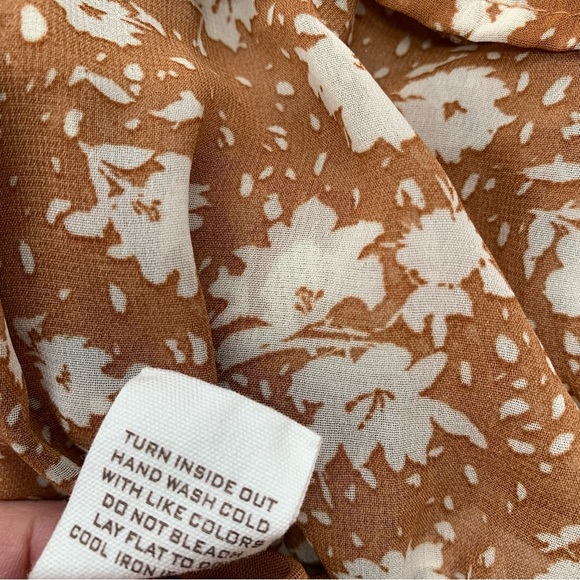 TURN INSIDE OUT
HAND WASH COLD
WITH LIKE COLORS
DO NOT BLEACH
LAY FLAT TO
COOL IRON